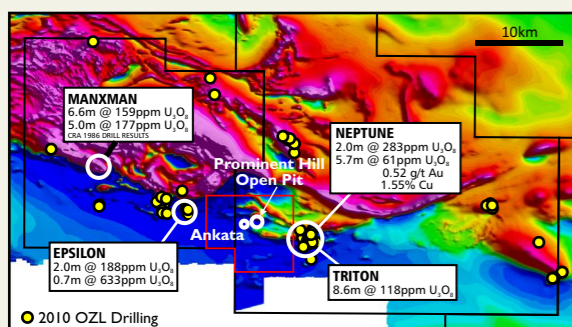 10km
MANXMAN
6.6m @ 159ppm U₃O₈
5.0m @ 177ppm U₃O₈
CRA 1986 DRILL RESULTS
NEPTUNE
2.0m @ 283ppm U₃O₈
5.7m @ 61ppm U₃O₈
0.52 g/t Au
1.55% Cu
Prominent Hill
Open Pit
Ankata
EPSILON
2.0m @ 188ppm U₃O₈
0.7m @ 633ppm U₃O₈
TRITON
8.6m @ 118ppm U₃O₈
2010 OZL Drilling